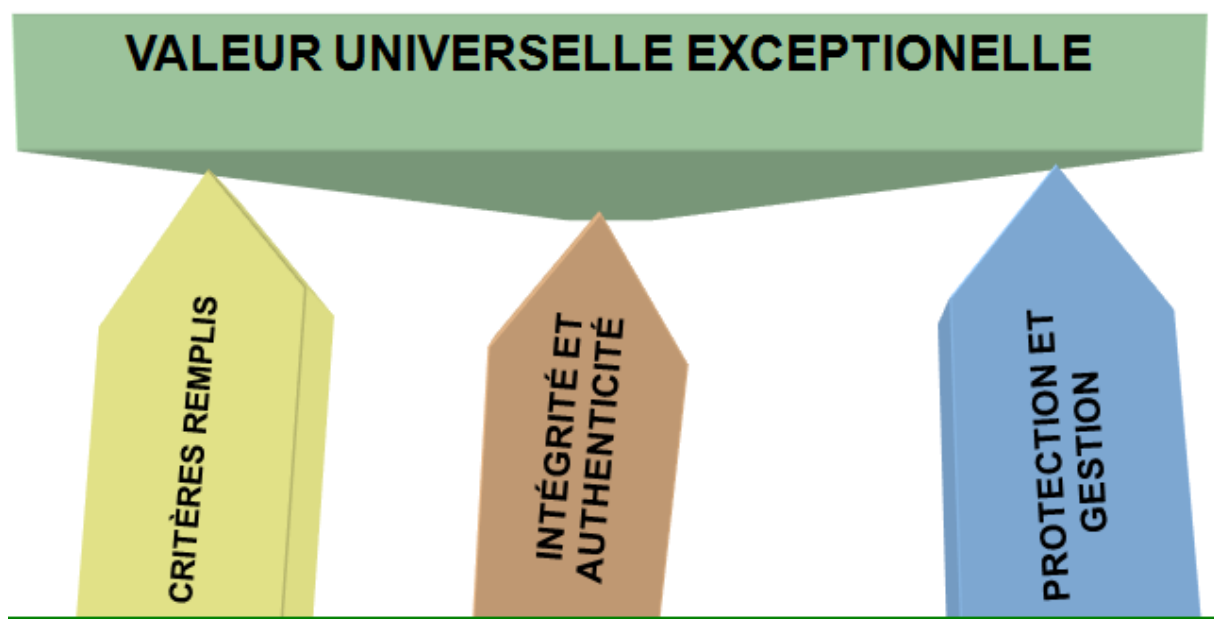 VALEUR UNIVERSELLE EXCEPTIONELLE
CRITÈRES REMPLIS
INTÉGRITÉ ET
AUTHENTICITÉ
PROTECTION ET
GESTION